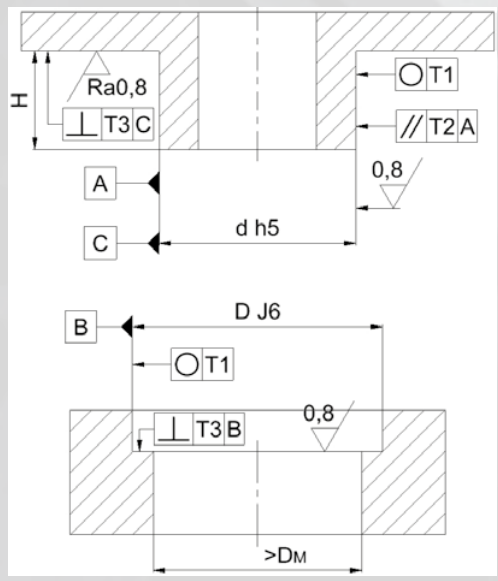 Ra0,8
H
⊥ T3 C
○ T1
// T2 A
A
0,8
C
d h5
B
D J6
○ T1
⊥ T3 B
0,8
>DM